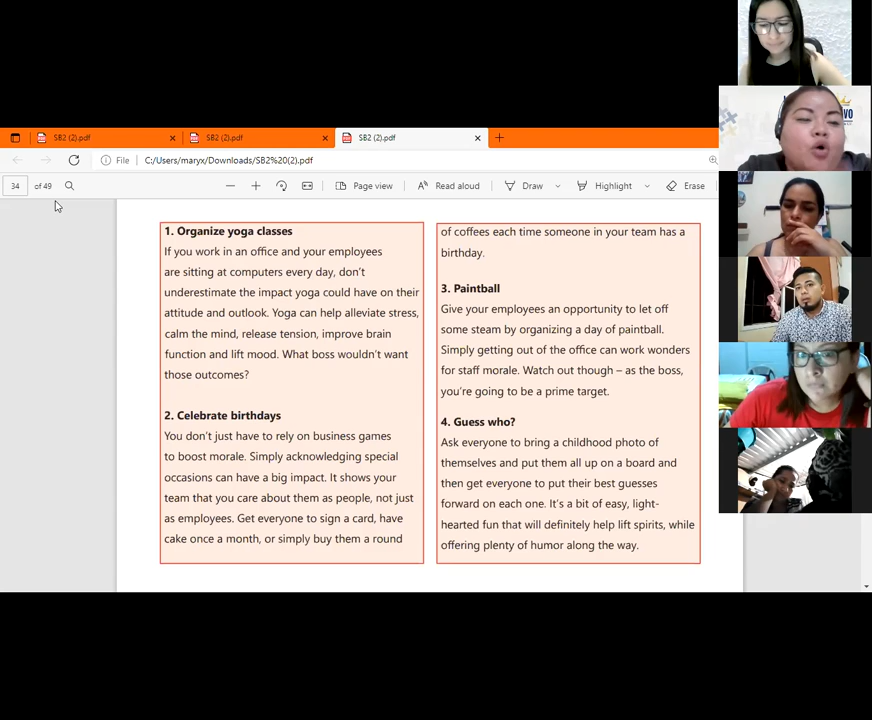 SB2 (2).pdf
SB2 (2).pdf
SB2 (2).pdf
File
C:/Users/maryx/Downloads/SB2%20(2).pdf
34 of 49
Page view
Read aloud
Draw
Highlight
Erase
1. Organize yoga classes
If you work in an office and your employees
are sitting at computers every day, don't
underestimate the impact yoga could have on their
attitude and outlook. Yoga can help alleviate stress,
calm the mind, release tension, improve brain
function and lift mood. What boss wouldn't want
those outcomes?
2. Celebrate birthdays
You don't just have to rely on business games
to boost morale. Simply acknowledging special
occasions can have a big impact. It shows your
team that you care about them as people, not just
as employees. Get everyone to sign a card, have
cake once a month, or simply buy them a round
of coffees each time someone in your team has a
birthday.
3. Paintball
Give your employees an opportunity to let off
some steam by organizing a day of paintball.
Simply getting out of the office can work wonders
for staff morale. Watch out though – as the boss,
you're going to be a prime target.
4. Guess who?
Ask everyone to bring a childhood photo of
themselves and put them all up on a board and
then get everyone to put their best guesses
forward on each one. It's a bit of easy, light-
hearted fun that will definitely help lift spirits, while
offering plenty of humor along the way.